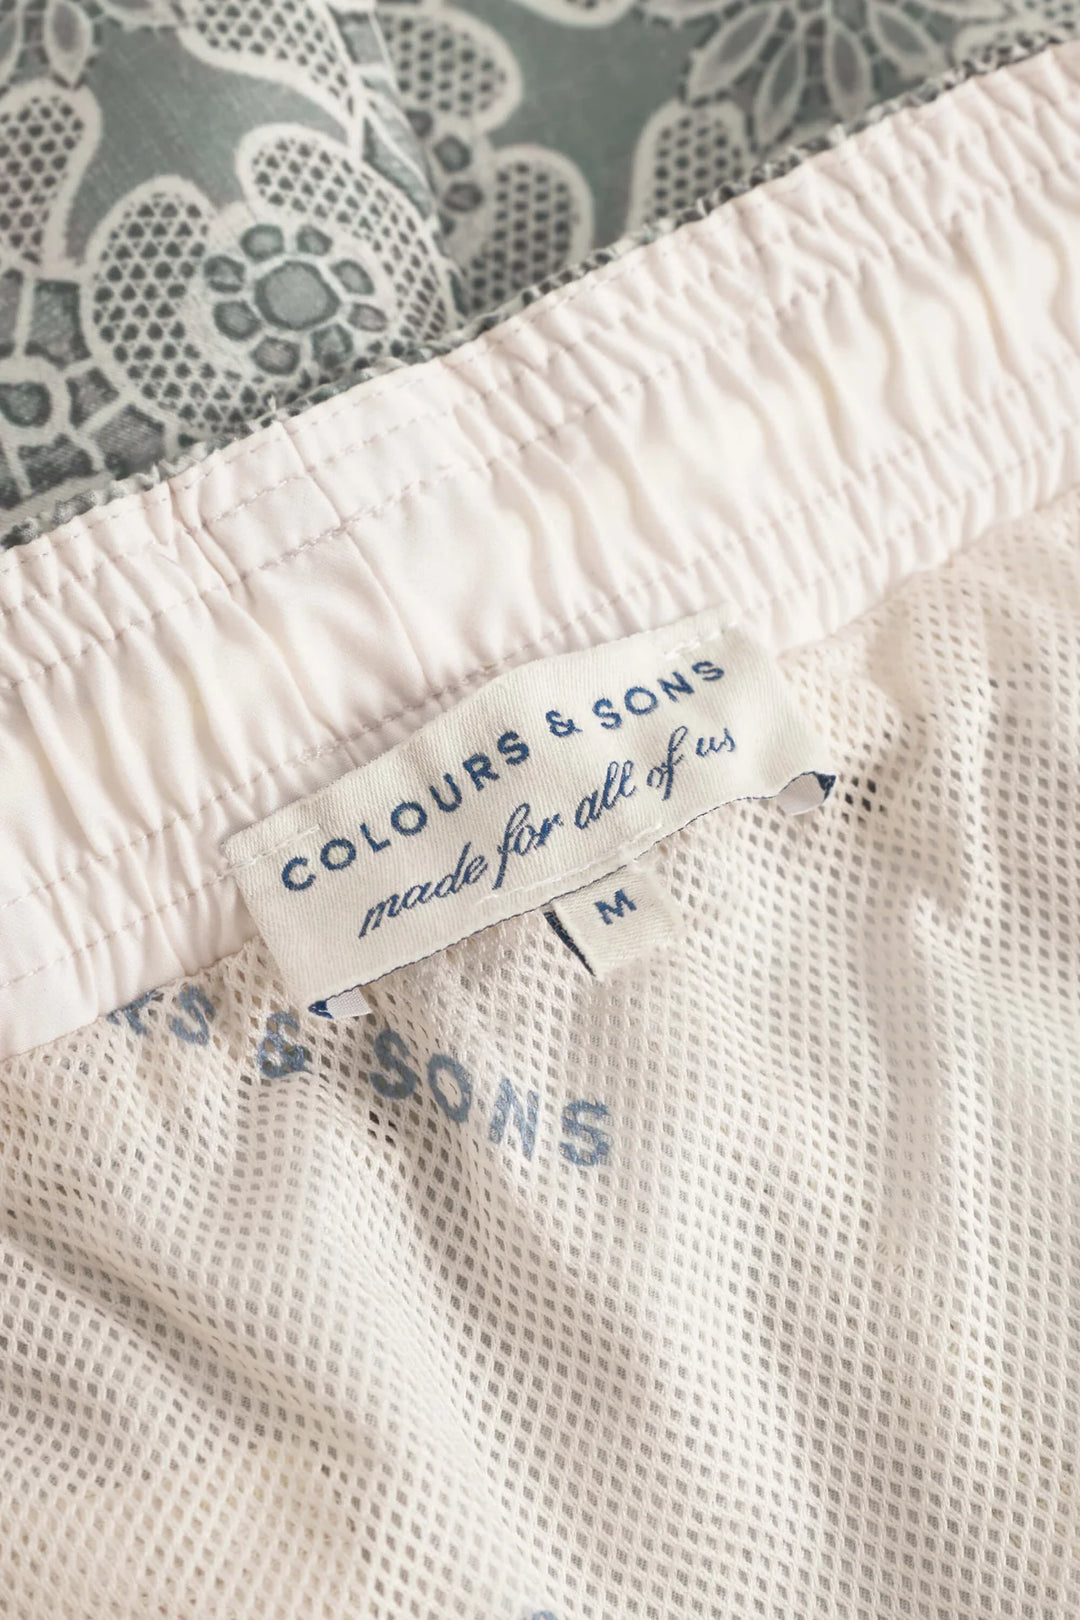 COLOURS & SONS
made for all of us
M
& SONS